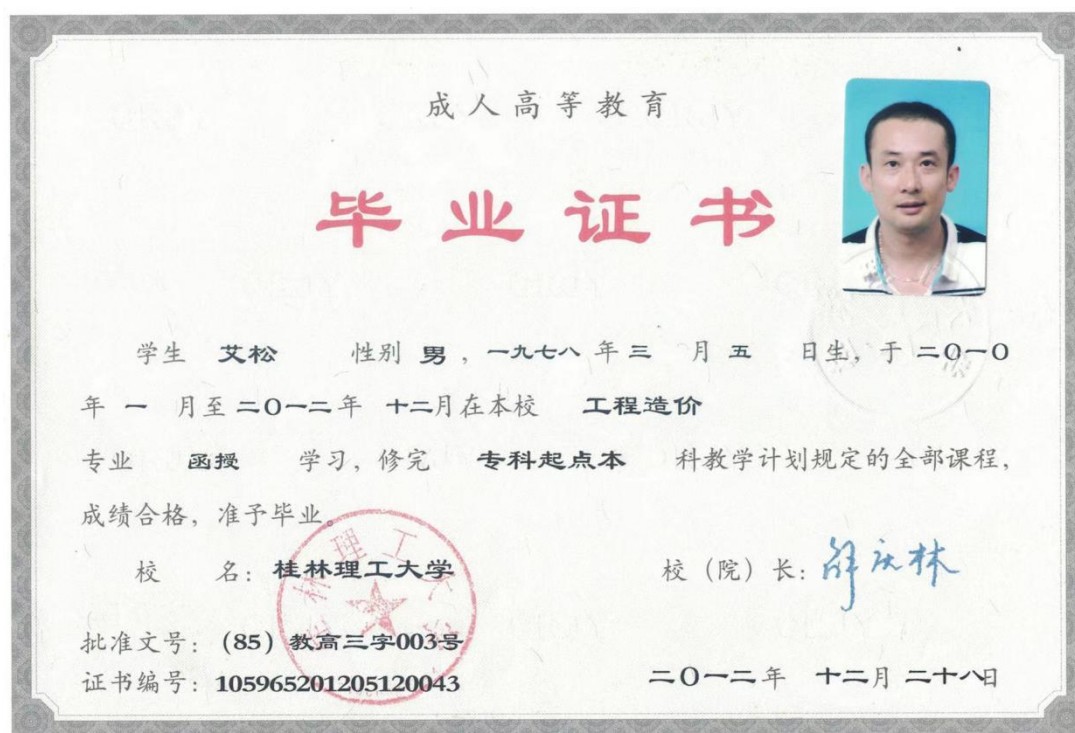 成人高等教育
毕业证书
学生 艾松 性别 男，一九七八 年 三 月 五 日生，于 二〇一〇
年 一 月至 二〇一二年 十二月在本校 工程造价
专业 函授 学习，修完 专科起点本 科教学计划规定的全部课程，
成绩合格，准予毕业。
校 名：桂林理工大学
校（院）长：
批准文号：（85）教高三字003号
证书编号：105965201205120043
二〇一二年 十二月 二十八日
桂林理工大学